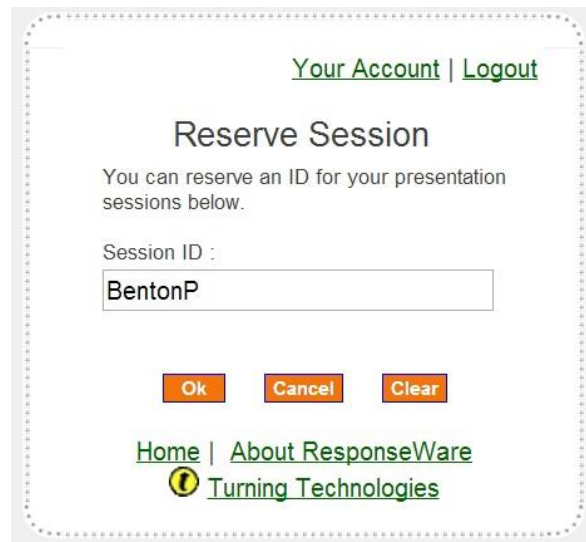 Your Account | Logout
Reserve Session
You can reserve an ID for your presentation
sessions below.
Session ID :
BentonP
Ok Cancel Clear
Home | About ResponseWare
t Turning Technologies